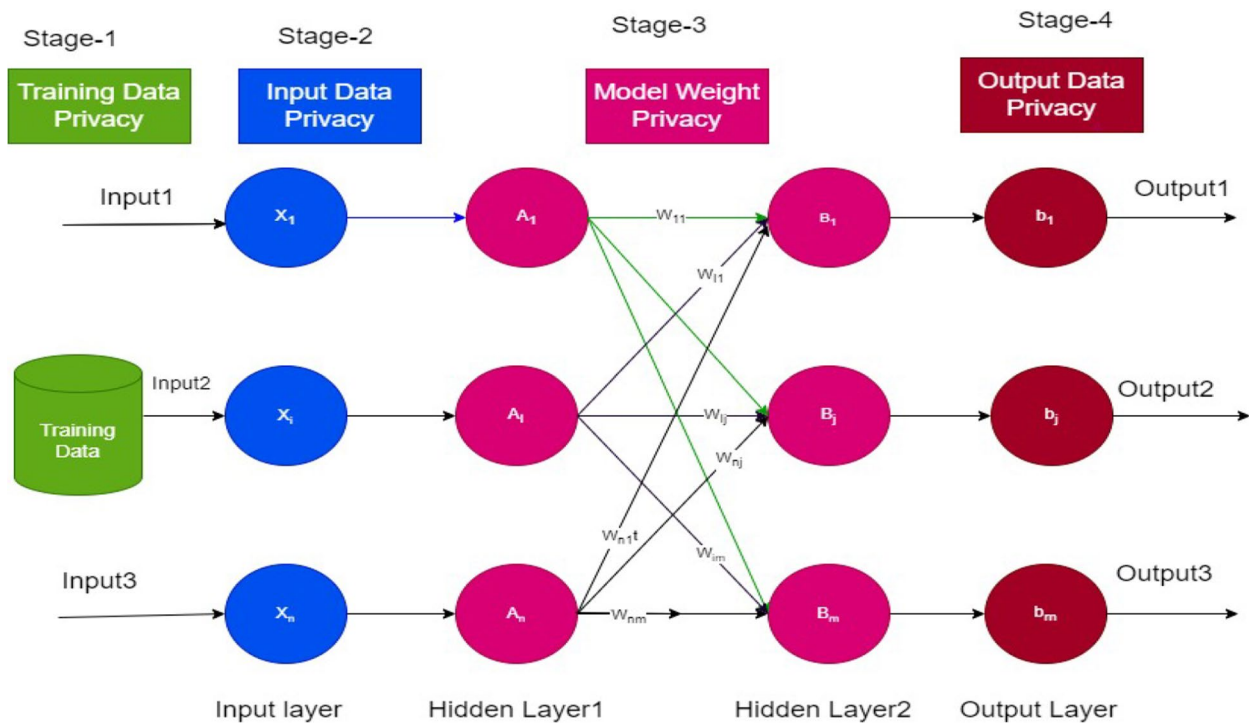 Stage-1
Stage-2
Stage-3
Stage-4
Training Data
Privacy
Input Data
Privacy
Model Weight
Privacy
Output Data
Privacy
Input1
X₁
A₁
W₁₁
B₁
b₁
Output1
Wₗ₁
Training
Data
Input2
Xᵢ
Aₗ
Wₗⱼ
Bⱼ
bⱼ
Output2
Wₙⱼ
Wₙ₁t
Wᵢₘ
Input3
Xₙ
Aₙ
Wₙₘ
Bₘ
bₘ
Output3
Input layer
Hidden Layer1
Hidden Layer2
Output Layer